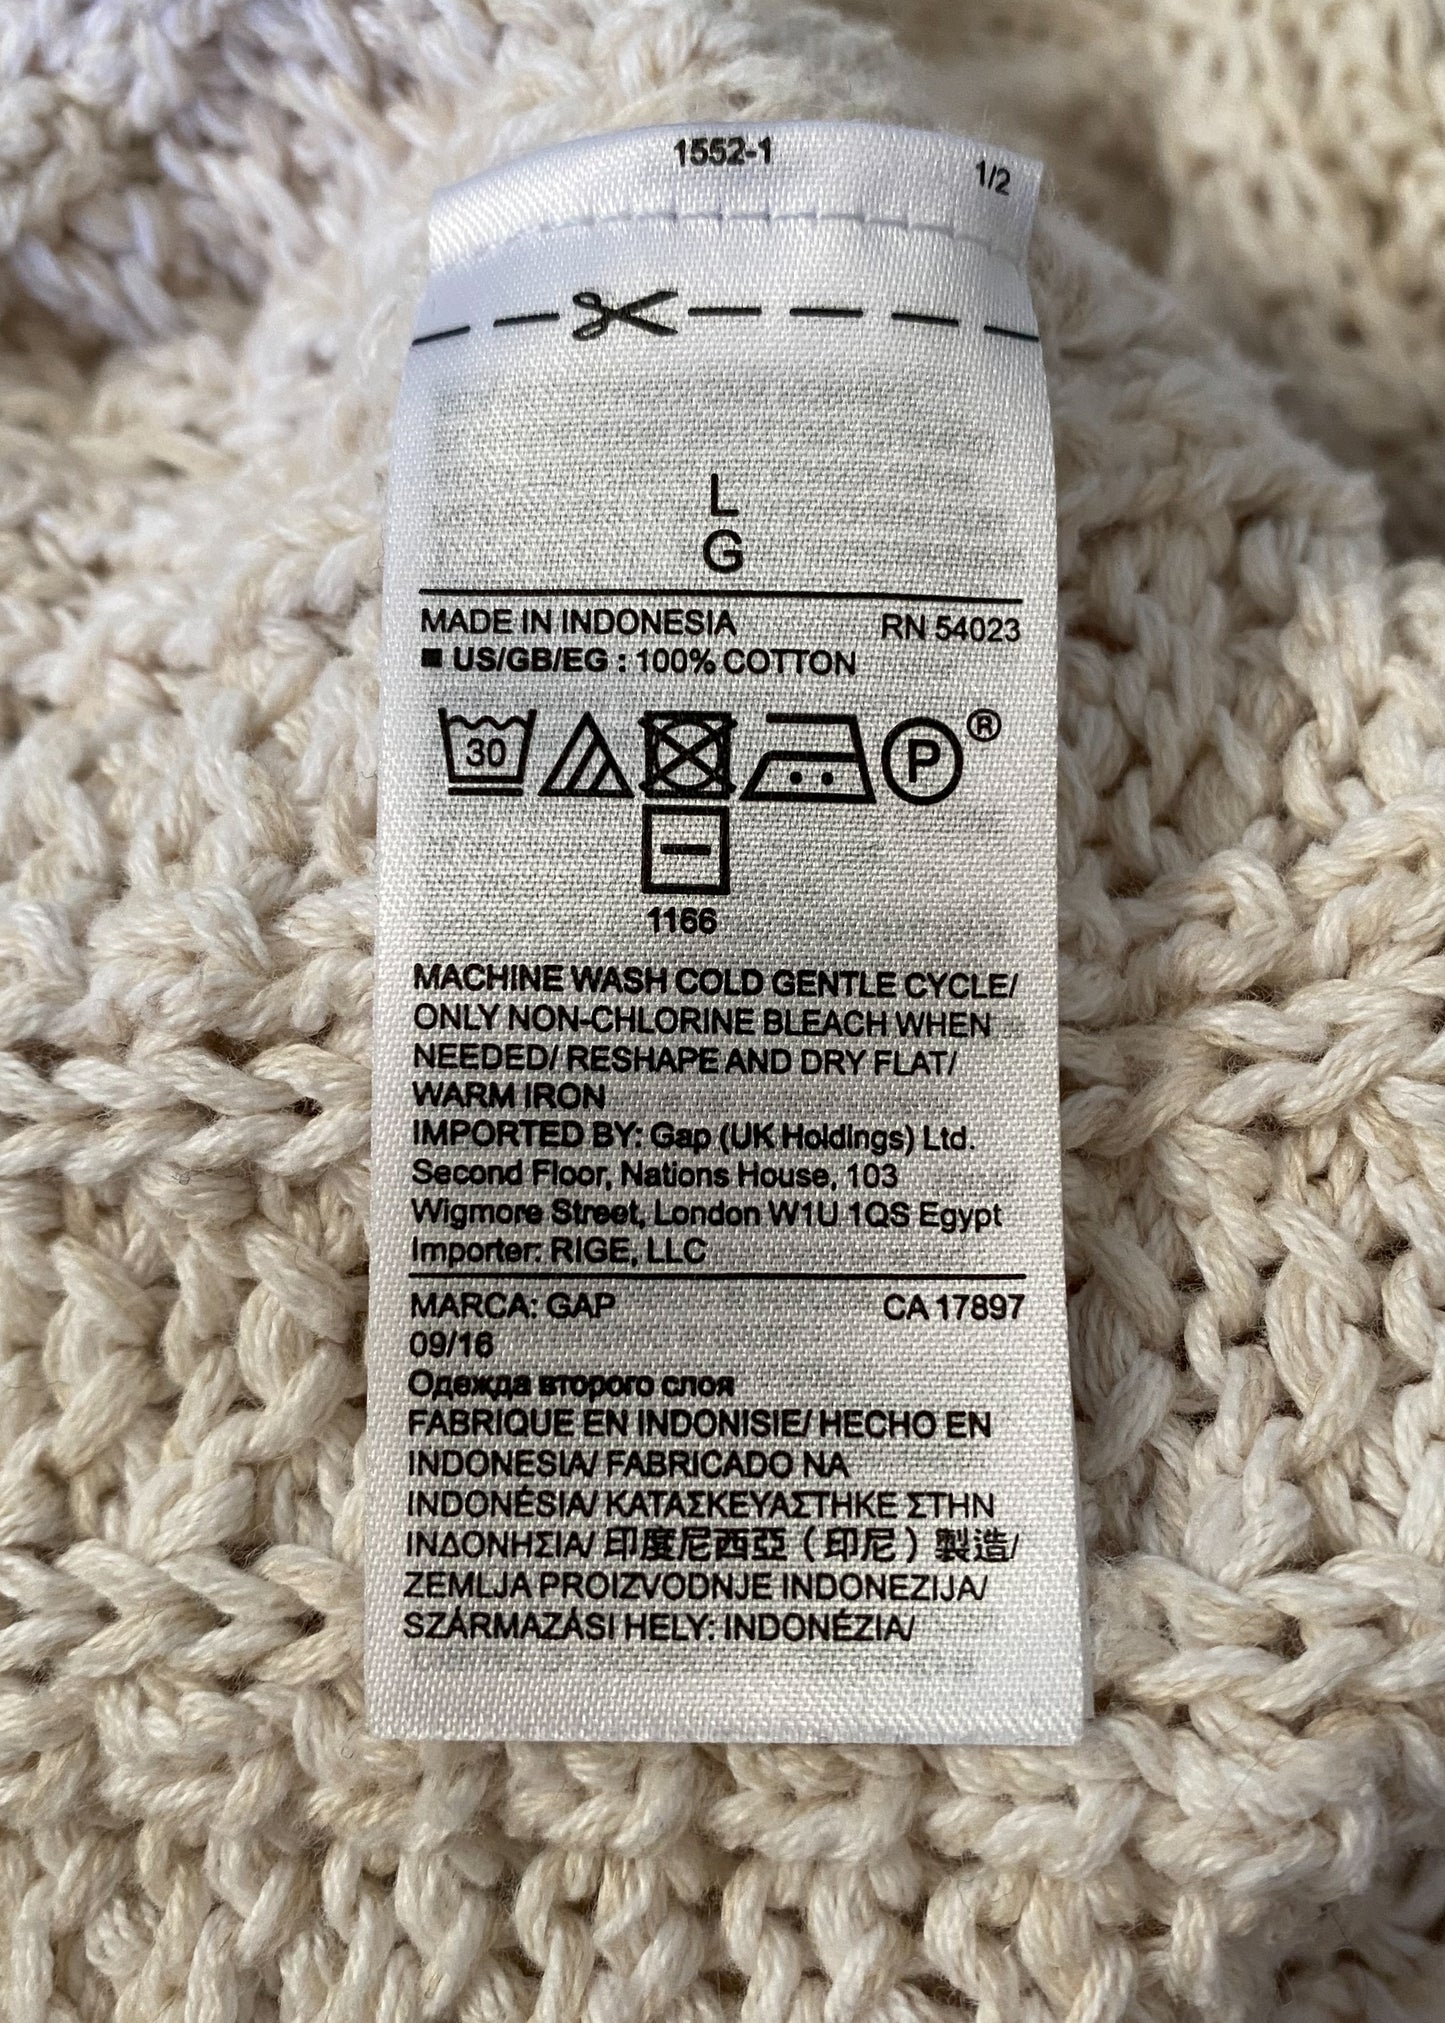 1552-1
1/2
L
G
MADE IN INDONESIA RN 54023
■ US/GB/EG : 100% COTTON
30 P ®
1166
MACHINE WASH COLD GENTLE CYCLE/
ONLY NON-CHLORINE BLEACH WHEN
NEEDED/ RESHAPE AND DRY FLAT/
WARM IRON
IMPORTED BY: Gap (UK Holdings) Ltd.
Second Floor, Nations House, 103
Wigmore Street, London W1U 1QS Egypt
Importer: RIGE, LLC
MARCA: GAP CA 17897
09/16
Одежда второго слоя
FABRIQUE EN INDONISIE/ HECHO EN
INDONESIA/ FABRICADO NA
INDONÉSIA/ ΚΑΤΑΣΚΕΥΑΣΤΗΚΕ ΣΤΗΝ
ΙΝΔΟΝΗΣΙΑ/ 印度尼西亞（印尼）製造/
ZEMLJA PROIZVODNJE INDONEZIJA/
SZÁRMAZÁSI HELY: INDONÉZIA/